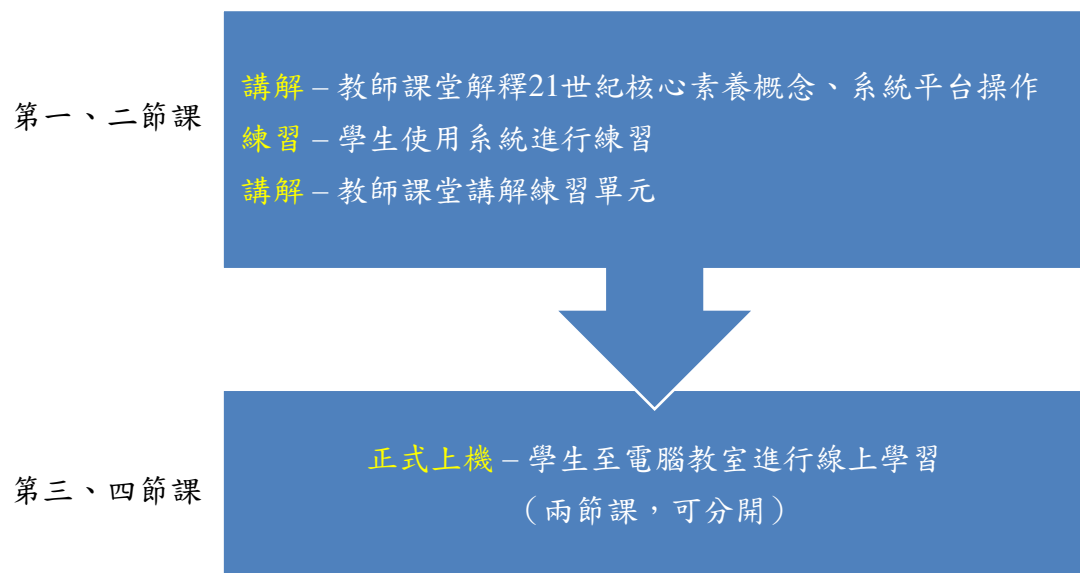 第一、二節課
講解 – 教師課堂解釋21世紀核心素養概念、系統平台操作
練習 – 學生使用系統進行練習
講解 – 教師課堂講解練習單元
第三、四節課
正式上機 – 學生至電腦教室進行線上學習
（兩節課，可分開）